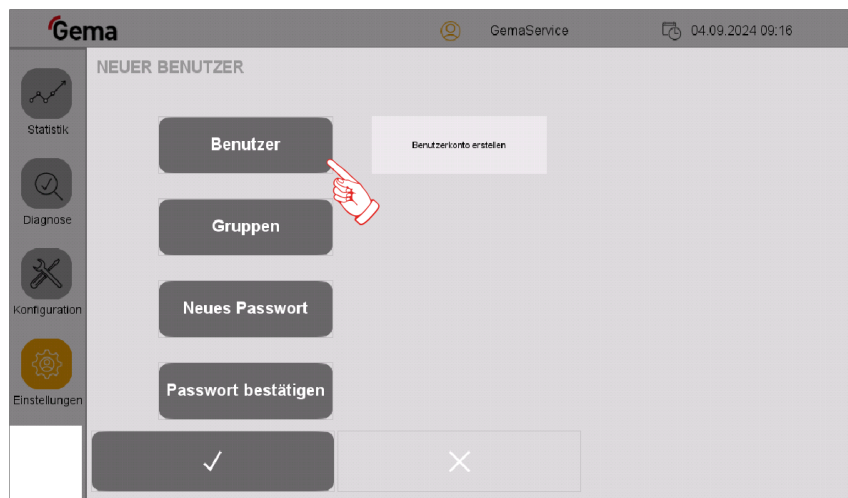 Gema
GemaService
04.09.2024 09:16
NEUER BENUTZER
Statistik
Diagnose
Konfiguration
Einstellungen
Benutzer
Benutzerkonto erstellen
Gruppen
Neues Passwort
Passwort bestätigen